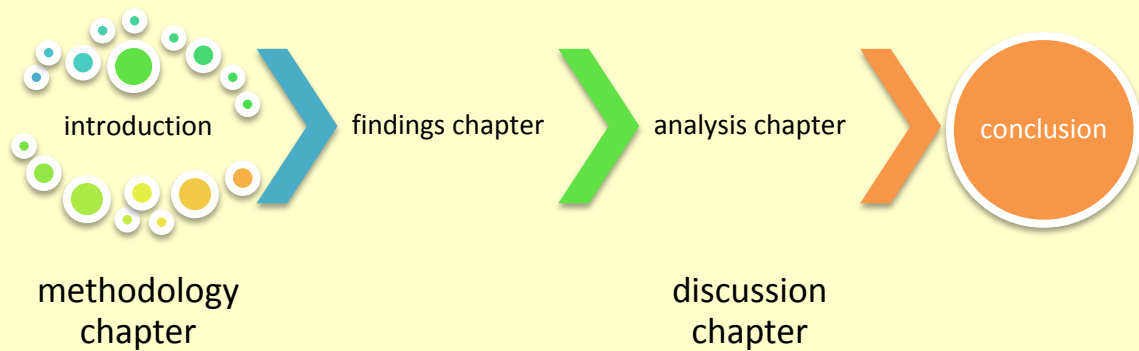 introduction
findings chapter
analysis chapter
conclusion
methodology
chapter
discussion
chapter